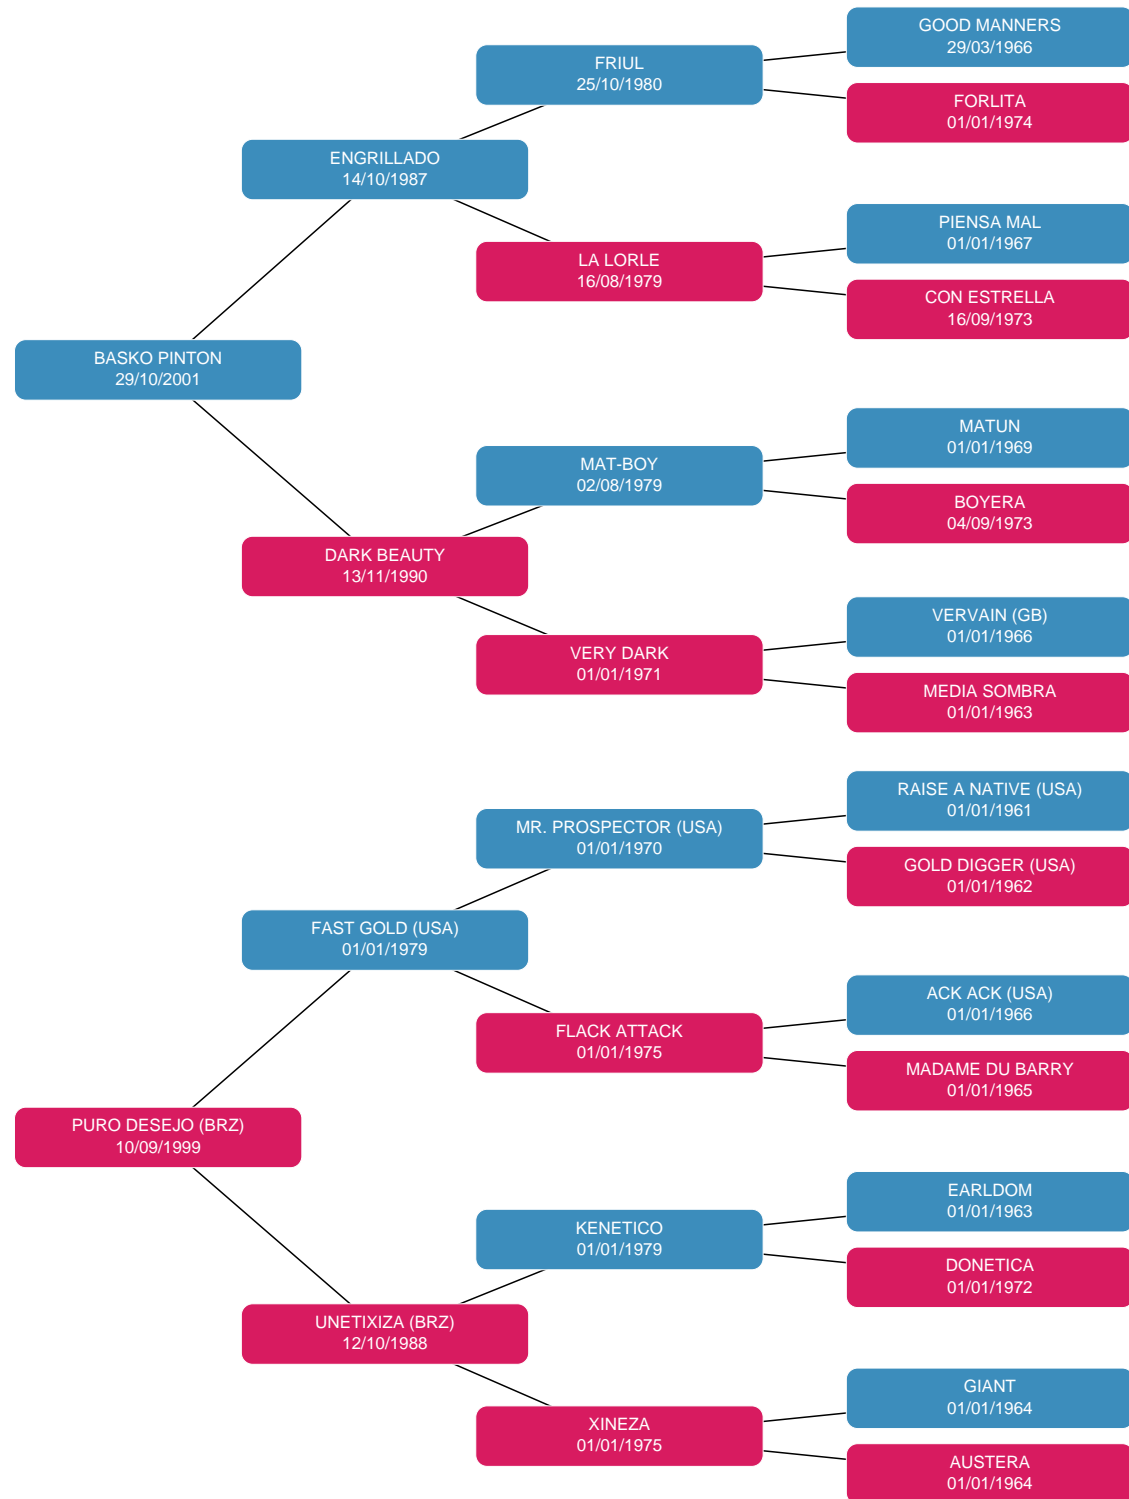 GOOD MANNERS
29/03/1966
FRIUL
25/10/1980
FORLITA
01/01/1974
ENGRILLADO
14/10/1987
PIENSA MAL
01/01/1967
LA LORLE
16/08/1979
CON ESTRELLA
16/09/1973
BASKO PINTON
29/10/2001
MATUN
01/01/1969
MAT-BOY
02/08/1979
BOYERA
04/09/1973
DARK BEAUTY
13/11/1990
VERVAIN (GB)
01/01/1966
VERY DARK
01/01/1971
MEDIA SOMBRA
01/01/1963
RAISE A NATIVE (USA)
01/01/1961
MR. PROSPECTOR (USA)
01/01/1970
GOLD DIGGER (USA)
01/01/1962
FAST GOLD (USA)
01/01/1979
ACK ACK (USA)
01/01/1966
FLACK ATTACK
01/01/1975
MADAME DU BARRY
01/01/1965
PURO DESEJO (BRZ)
10/09/1999
EARLDOM
01/01/1963
KENETICO
01/01/1979
DONETICA
01/01/1972
UNETIXIZA (BRZ)
12/10/1988
GIANT
01/01/1964
XINEZA
01/01/1975
AUSTERA
01/01/1964